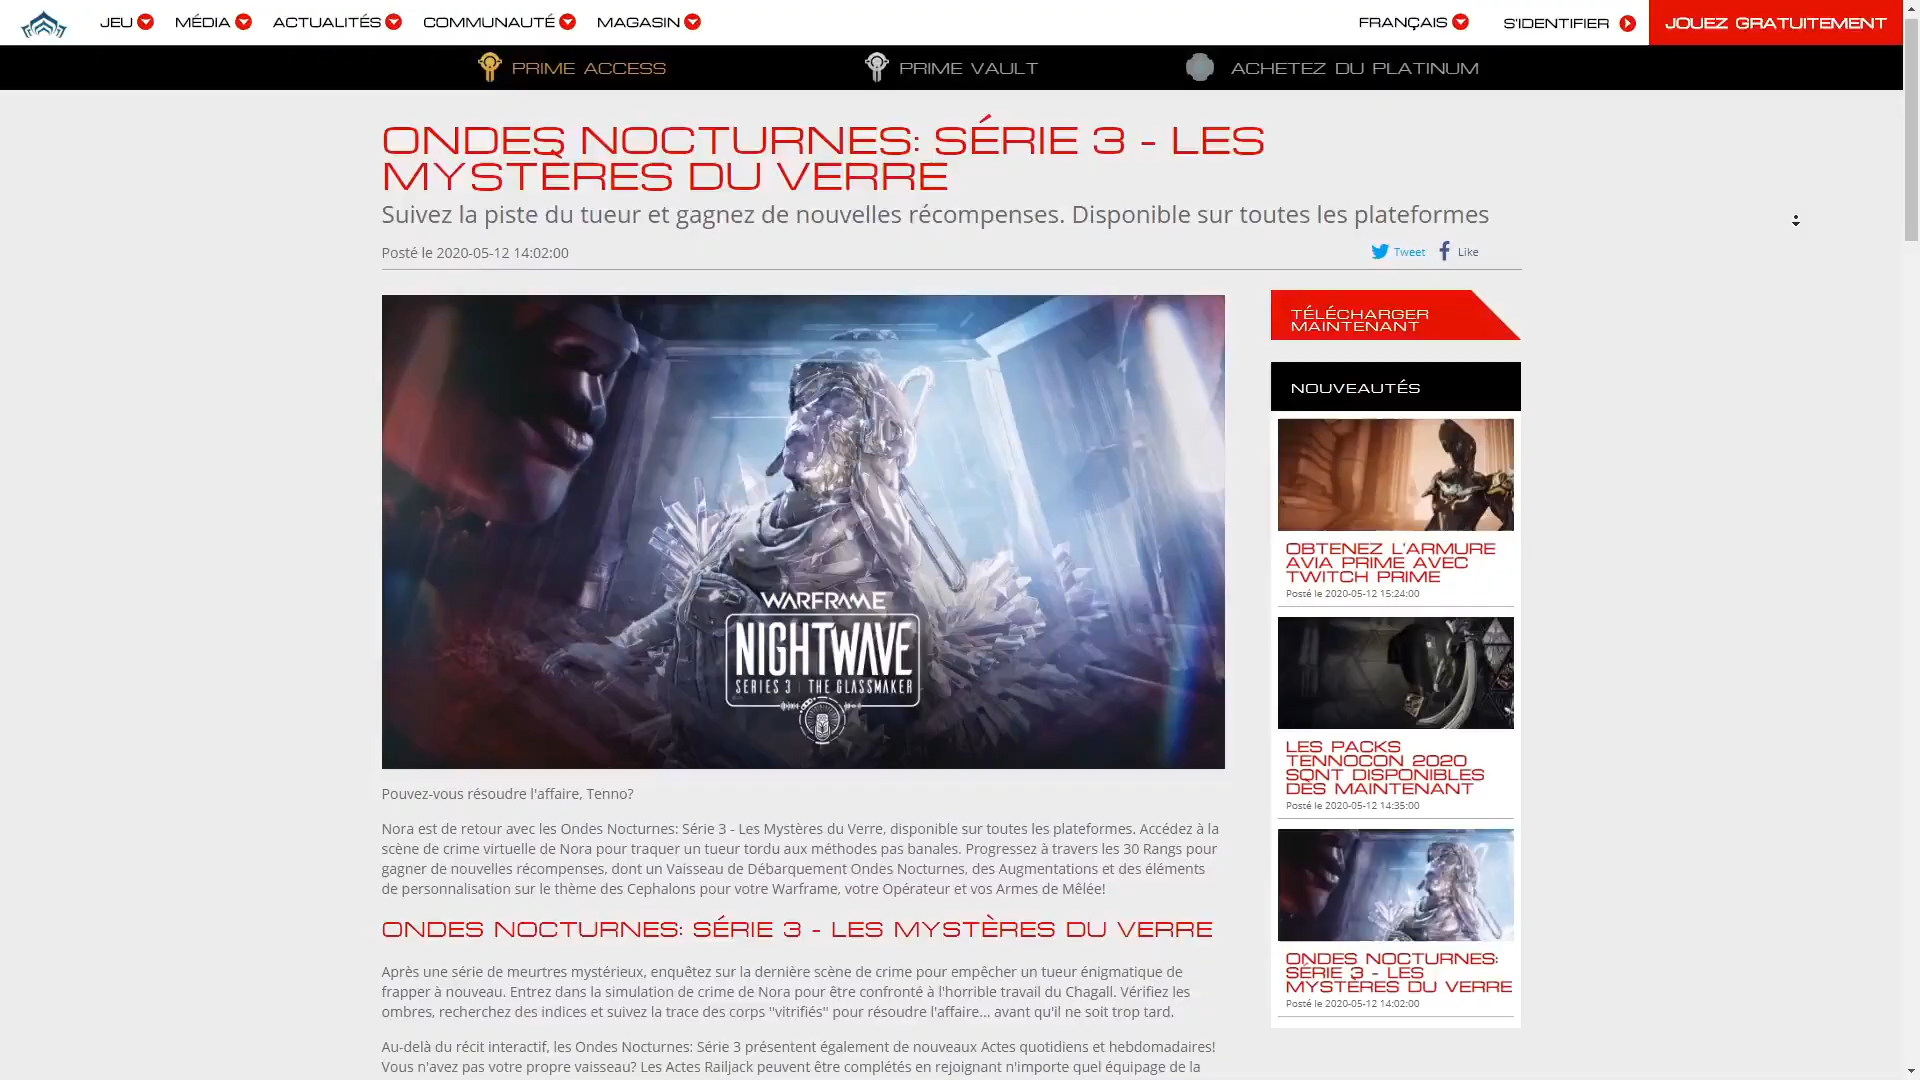 JEU
MÉDIA
ACTUALITÉS
COMMUNAUTÉ
MAGASIN
FRANÇAIS
S'IDENTIFIER
JOUEZ GRATUITEMENT
PRIME ACCESS
PRIME VAULT
ACHETEZ DU PLATINUM
ONDES NOCTURNES: SÉRIE 3 - LES
MYSTÈRES DU VERRE
Suivez la piste du tueur et gagnez de nouvelles récompenses. Disponible sur toutes les plateformes
Posté le 2020-05-12 14:02:00
Tweet
Like
WARFRAME
NIGHTWAVE
SERIES 3 | THE GLASSMAKER
Pouvez-vous résoudre l'affaire, Tenno?
Nora est de retour avec les Ondes Nocturnes: Série 3 - Les Mystères du Verre, disponible sur toutes les plateformes. Accédez à la
scène de crime virtuelle de Nora pour traquer un tueur tordu aux méthodes pas banales. Progressez à travers les 30 Rangs pour
gagner de nouvelles récompenses, dont un Vaisseau de Débarquement Ondes Nocturnes, des Augmentations et des éléments
de personnalisation sur le thème des Cephalons pour votre Warframe, votre Opérateur et vos Armes de Mêlée!
ONDES NOCTURNES: SÉRIE 3 - LES MYSTÈRES DU VERRE
Après une série de meurtres mystérieux, enquêtez sur la dernière scène de crime pour empêcher un tueur énigmatique de
frapper à nouveau. Entrez dans la simulation de crime de Nora pour être confronté à l'horrible travail du Chagall. Vérifiez les
ombres, recherchez des indices et suivez la trace des corps "vitrifiés" pour résoudre l'affaire... avant qu'il ne soit trop tard.
Au-delà du récit interactif, les Ondes Nocturnes: Série 3 présentent également de nouveaux Actes quotidiens et hebdomadaires!
Vous n'avez pas votre propre vaisseau? Les Actes Railjack peuvent être complétés en rejoignant n'importe quel équipage de la
TÉLÉCHARGER
MAINTENANT
NOUVEAUTÉS
OBTENEZ L'ARMURE
AVIA PRIME AVEC
TWITCH PRIME
Posté le 2020-05-12 15:24:00
LES PACKS
TENNOCON 2020
SONT DISPONIBLES
DÈS MAINTENANT
Posté le 2020-05-12 14:35:00
ONDES NOCTURNES:
SÉRIE 3 - LES
MYSTÈRES DU VERRE
Posté le 2020-05-12 14:02:00